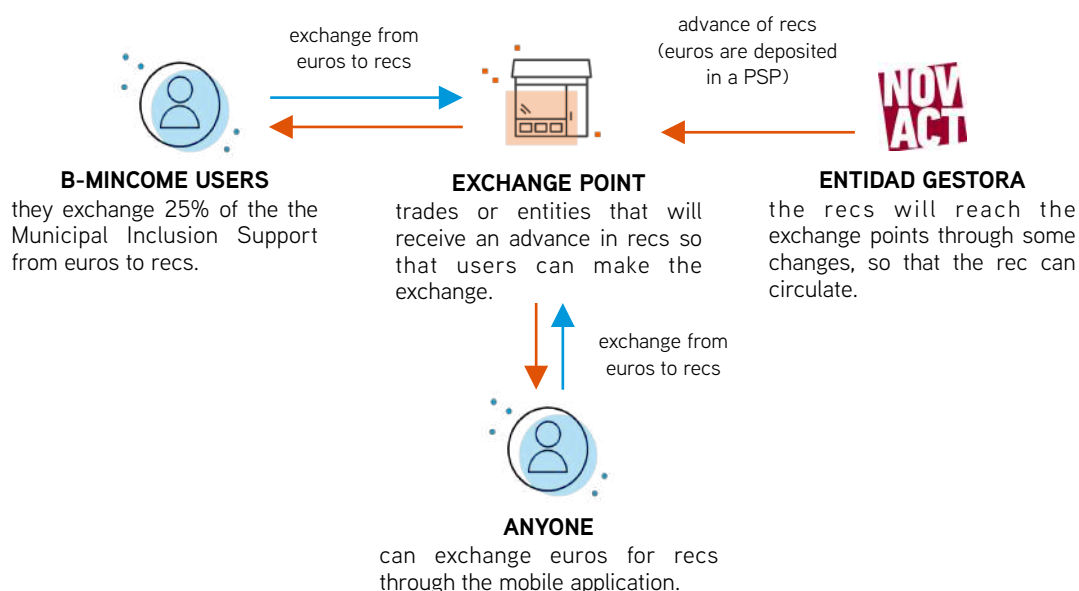 exchange from
euros to recs
advance of recs
(euros are deposited
in a PSP)
NOV
ACT
B-MINCOME USERS
they exchange 25% of the the
Municipal Inclusion Support
from euros to recs.
EXCHANGE POINT
trades or entities that will
receive an advance in recs so
that users can make the
exchange.
ENTIDAD GESTORA
the recs will reach the
exchange points through some
changes, so that the rec can
circulate.
exchange from
euros to recs
ANYONE
can exchange euros for recs
through the mobile application.